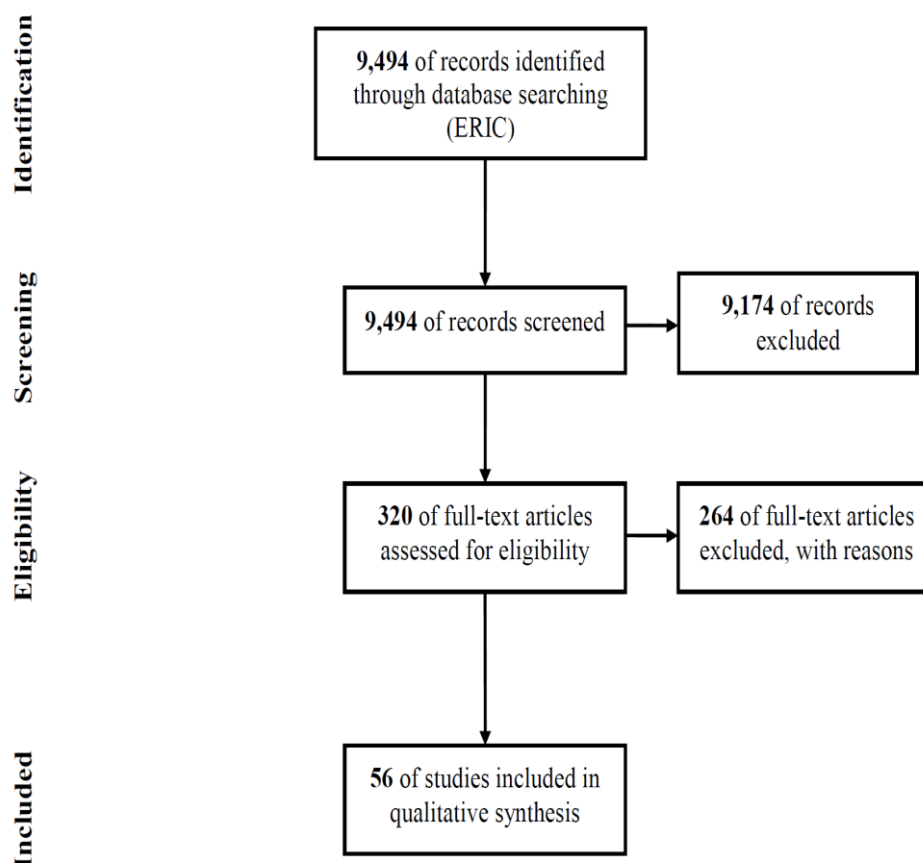 Identification
9,494 of records identified
through database searching
(ERIC)
Screening
9,494 of records screened
9,174 of records
excluded
Eligibility
320 of full-text articles
assessed for eligibility
264 of full-text articles
excluded, with reasons
Included
56 of studies included in
qualitative synthesis